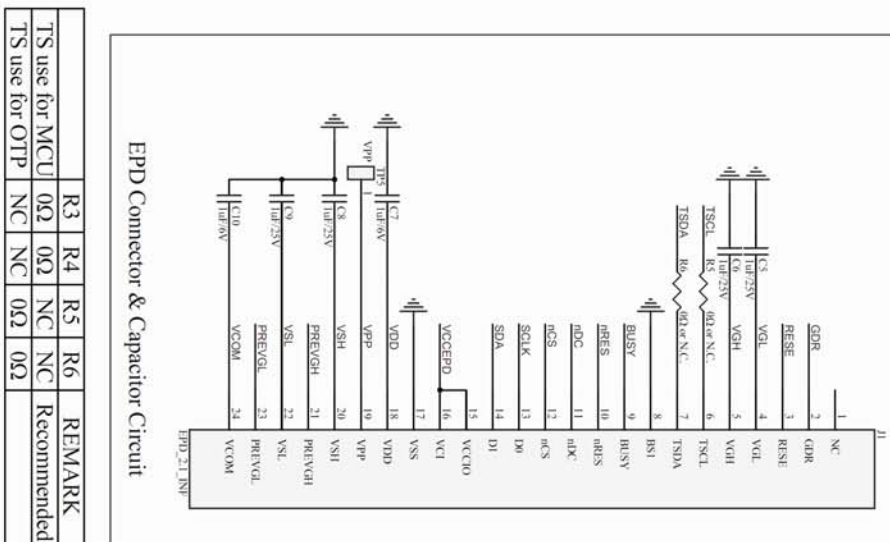 J1
1 NC
GDR 2 GDR
RESE 3 RESE
C5 1uF/25V VGL 4 VGL
C6 1uF/25V VGH 5 VGH
TSCL R5 0Ω or N.C. 6 TSCL
TSDA R6 0Ω or N.C. 7 TSDA
8 BS1
BUSY 9 BUSY
nRES 10 nRES
nDC 11 nDC
nCS 12 nCS
SCLK 13 D0
SDA 14 D1
15 VCCIO
VCCEPD 16 VCI
17 VSS
C7 1uF/6V VDD 18 VDD
VPP TP5 1 VPP 19 VPP
C8 1uF/25V VSH 20 VSH
PREVGH 21 PREVGH
C9 1uF/25V VSL 22 VSL
PREVGL 23 PREVGL
C10 1uF/6V VCOM 24 VCOM
EPD_2.1_INF
EPD Connector & Capacitor Circuit
R3 R4 R5 R6 REMARK
TS use for MCU 0Ω 0Ω NC NC Recommended
TS use for OTP NC NC 0Ω 0Ω